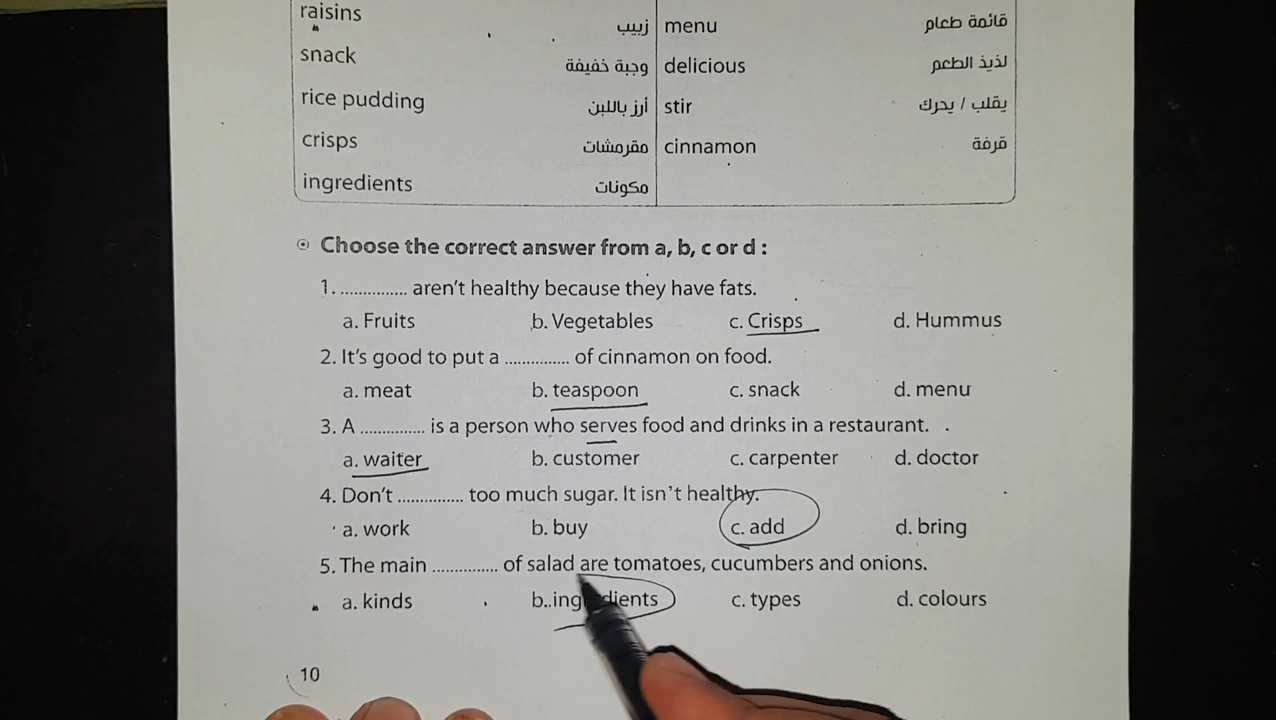 raisins زبيب menu قائمة طعام
snack وجبة خفيفة delicious لذيذ الطعم
rice pudding أرز باللبن stir يقلب / يحرك
crisps مقرمشات cinnamon قرفة
ingredients مكونات
Choose the correct answer from a, b, c or d :
1. .............. aren't healthy because they have fats.
a. Fruits b. Vegetables c. Crisps d. Hummus
2. It's good to put a .............. of cinnamon on food.
a. meat b. teaspoon c. snack d. menu
3. A .............. is a person who serves food and drinks in a restaurant.
a. waiter b. customer c. carpenter d. doctor
4. Don't .............. too much sugar. It isn't healthy.
a. work b. buy c. add d. bring
5. The main .............. of salad are tomatoes, cucumbers and onions.
a. kinds b. ingredients c. types d. colours
10